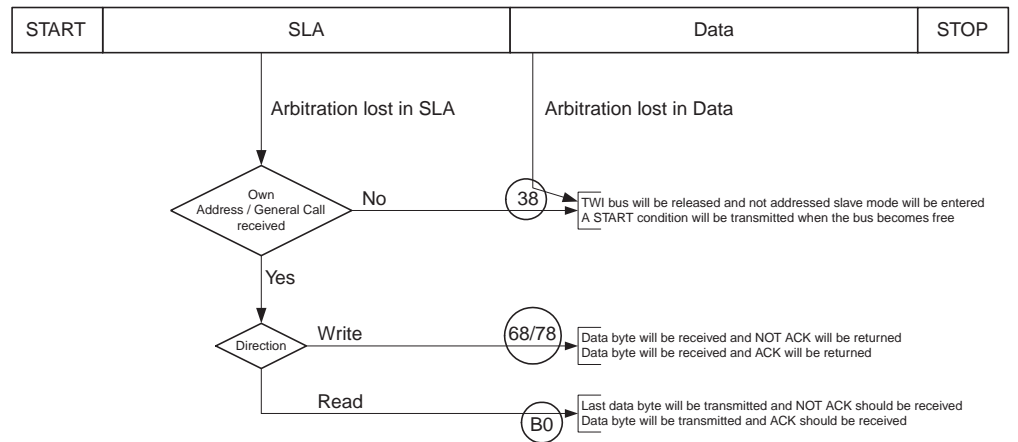 START SLA Data STOP
Arbitration lost in SLA Arbitration lost in Data
Own
Address / General Call
received
No
38
TWI bus will be released and not addressed slave mode will be entered
A START condition will be transmitted when the bus becomes free
Yes
Direction
Write
68/78
Data byte will be received and NOT ACK will be returned
Data byte will be received and ACK will be returned
Read
B0
Last data byte will be transmitted and NOT ACK should be received
Data byte will be transmitted and ACK should be received